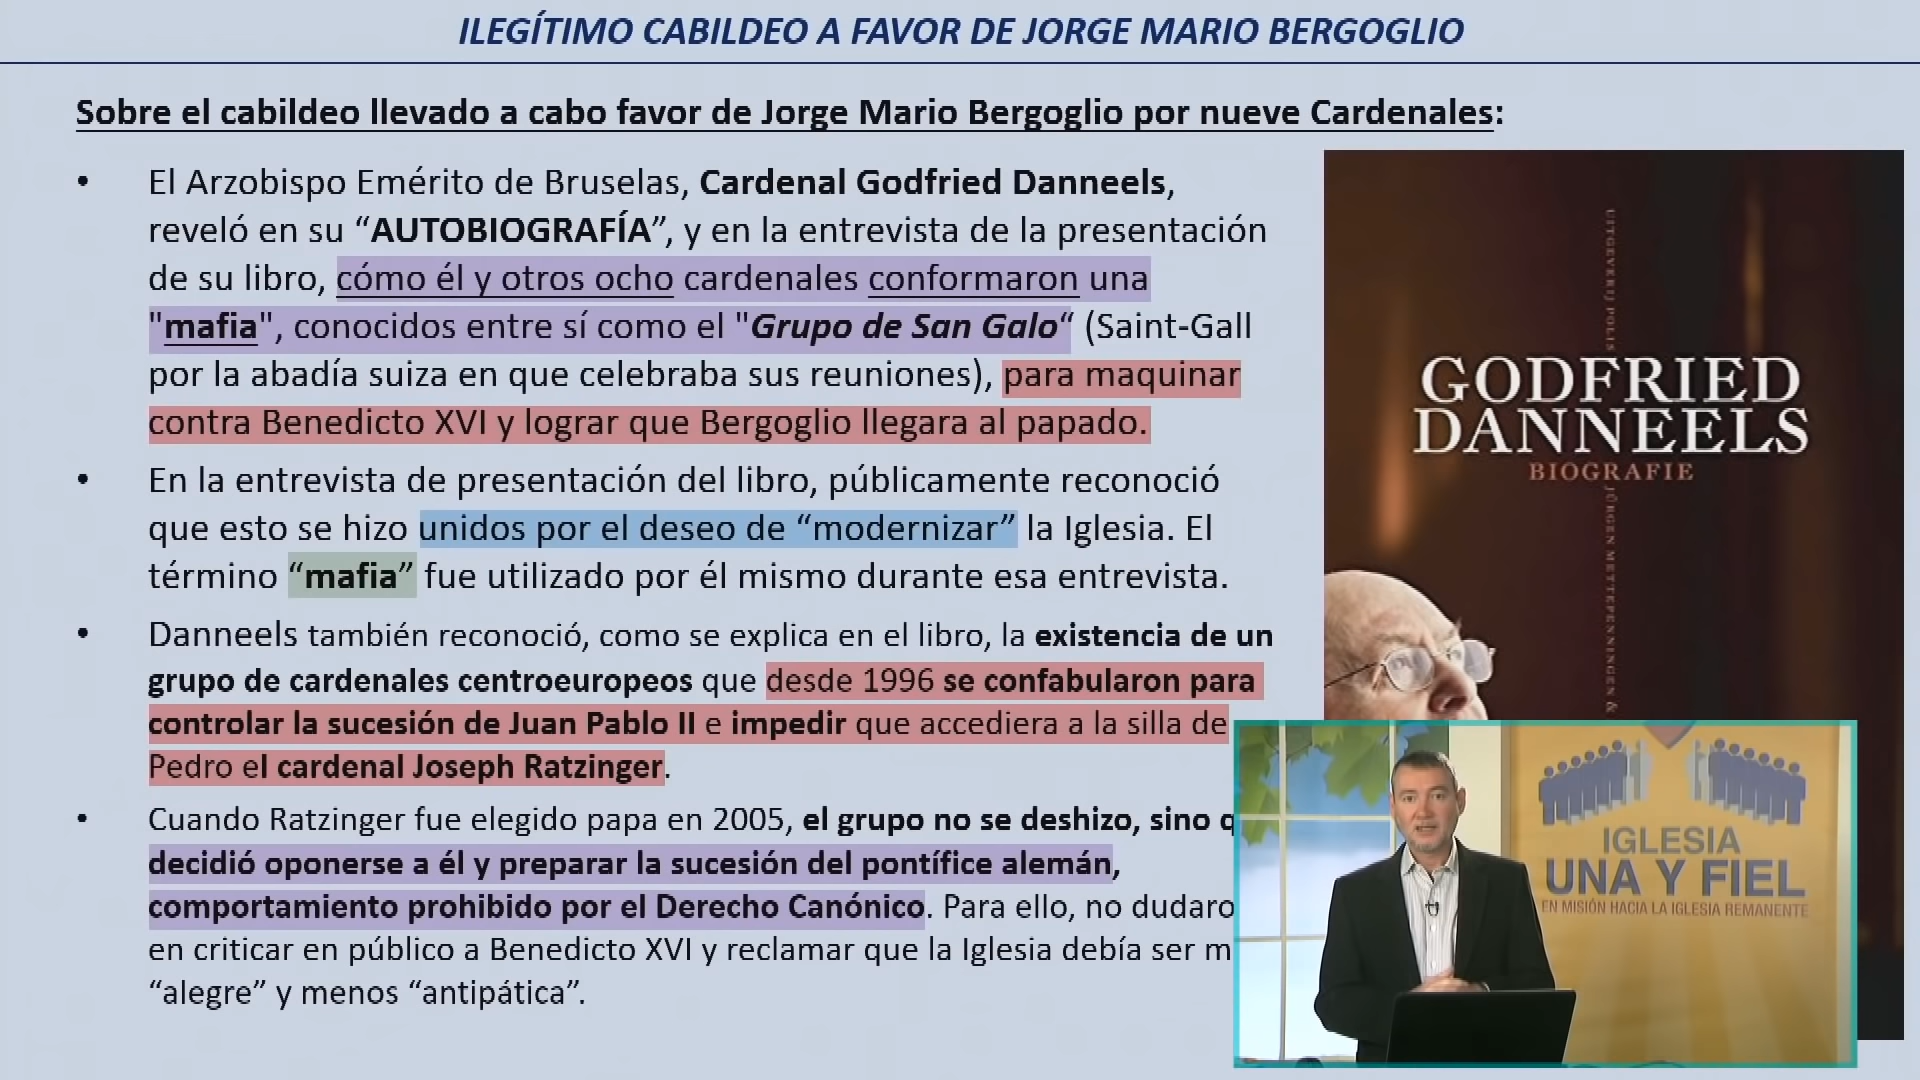 ILEGÍTIMO CABILDEO A FAVOR DE JORGE MARIO BERGOGLIO
Sobre el cabildeo llevado a cabo favor de Jorge Mario Bergoglio por nueve Cardenales:
• El Arzobispo Emérito de Bruselas, Cardenal Godfried Danneels,
reveló en su “AUTOBIOGRAFÍA”, y en la entrevista de la presentación
de su libro, cómo él y otros ocho cardenales conformaron una
"mafia", conocidos entre sí como el "Grupo de San Galo“ (Saint-Gall
por la abadía suiza en que celebraba sus reuniones), para maquinar
contra Benedicto XVI y lograr que Bergoglio llegara al papado.
• En la entrevista de presentación del libro, públicamente reconoció
que esto se hizo unidos por el deseo de “modernizar” la Iglesia. El
término “mafia” fue utilizado por él mismo durante esa entrevista.
• Danneels también reconoció, como se explica en el libro, la existencia de un
grupo de cardenales centroeuropeos que desde 1996 se confabularon para
controlar la sucesión de Juan Pablo II e impedir que accediera a la silla de
Pedro el cardenal Joseph Ratzinger.
• Cuando Ratzinger fue elegido papa en 2005, el grupo no se deshizo, sino
decidió oponerse a él y preparar la sucesión del pontífice alemán,
comportamiento prohibido por el Derecho Canónico. Para ello, no dudaro
en criticar en público a Benedicto XVI y reclamar que la Iglesia debía ser m
“alegre” y menos “antipática”.
UITGEVERIJ POLIS
GODFRIED
DANNEELS
BIOGRAFIE
JÜRGEN METTEPENNINGEN &
IGLESIA
UNA Y FIEL
EN MISIÓN HACIA LA IGLESIA REMANENTE